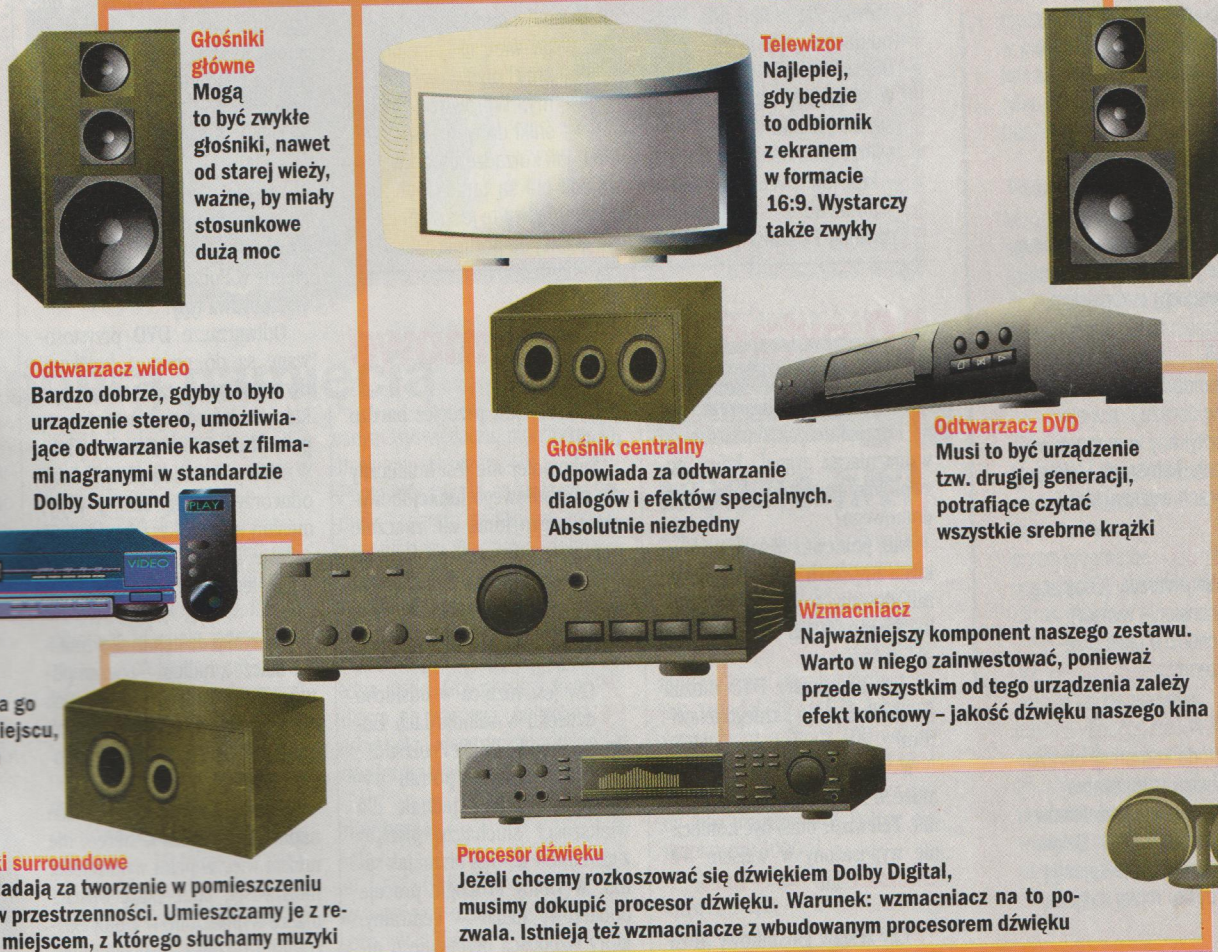 Głośniki
główne
Mogą
to być zwykłe
głośniki, nawet
od starej wieży,
ważne, by miały
stosunkowe
dużą moc
Telewizor
Najlepiej,
gdy będzie
to odbiornik
z ekranem
w formacie
16:9. Wystarczy
także zwykły
Odtwarzacz wideo
Bardzo dobrze, gdyby to było
urządzenie stereo, umożliwia-
jące odtwarzanie kaset z filma-
mi nagranymi w standardzie
Dolby Surround
PLAY
VIDEO
Głośnik centralny
Odpowiada za odtwarzanie
dialogów i efektów specjalnych.
Absolutnie niezbędny
Odtwarzacz DVD
Musi to być urządzenie
tzw. drugiej generacji,
potrafiące czytać
wszystkie srebrne krążki
Wzmacniacz
Najważniejszy komponent naszego zestawu.
Warto w niego zainwestować, ponieważ
przede wszystkim od tego urządzenia zależy
efekt końcowy – jakość dźwięku naszego kina
a go
iejscu,
ki surroundowe
adają za tworzenie w pomieszczeniu
w przestrzenności. Umieszczamy je z re-
miejscem, z którego słuchamy muzyki
Procesor dźwięku
Jeżeli chcemy rozkoszować się dźwiękiem Dolby Digital,
musimy dokupić procesor dźwięku. Warunek: wzmacniacz na to po-
zwala. Istnieją też wzmacniacze z wbudowanym procesorem dźwięku